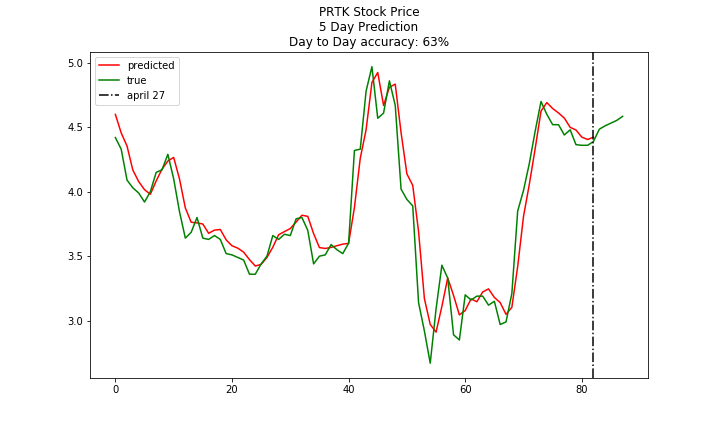 PRTK Stock Price
5 Day Prediction
Day to Day accuracy: 63%
predicted
true
april 27
5.0
4.5
4.0
3.5
3.0
0 20 40 60 80